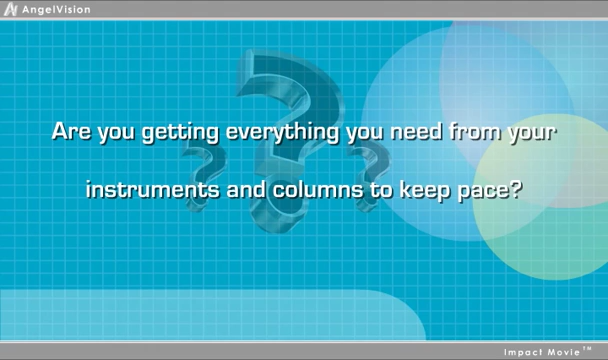 AngelVision
Are you getting everything you need from your
instruments and columns to keep pace?
Impact Movie™